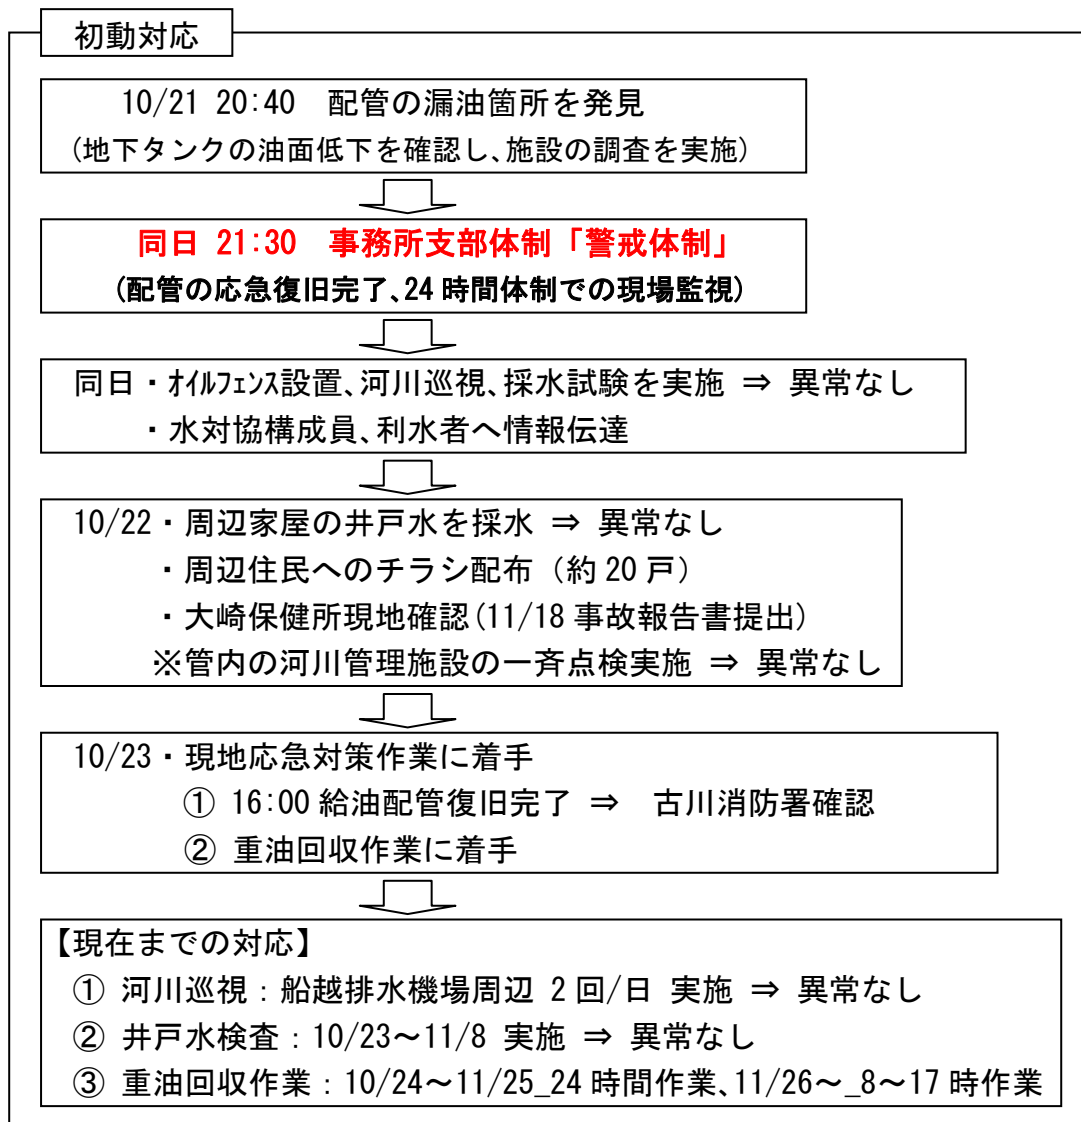 初動対応
10/21 20:40　配管の漏油箇所を発見
(地下タンクの油面低下を確認し、施設の調査を実施)
同日 21:30　事務所支部体制「警戒体制」
(配管の応急復旧完了、24 時間体制での現場監視)
同日・ｵｲﾙﾌｪﾝｽ設置、河川巡視、採水試験を実施 ⇒ 異常なし
・水対協構成員、利水者へ情報伝達
10/22・周辺家屋の井戸水を採水 ⇒ 異常なし
・周辺住民へのチラシ配布（約 20 戸）
・大崎保健所現地確認(11/18 事故報告書提出)
※管内の河川管理施設の一斉点検実施 ⇒ 異常なし
10/23・現地応急対策作業に着手
① 16:00 給油配管復旧完了 ⇒　古川消防署確認
② 重油回収作業に着手
【現在までの対応】
① 河川巡視：船越排水機場周辺 2 回/日 実施 ⇒ 異常なし
② 井戸水検査：10/23～11/8 実施 ⇒ 異常なし
③ 重油回収作業：10/24～11/25_24 時間作業、11/26～_8～17 時作業